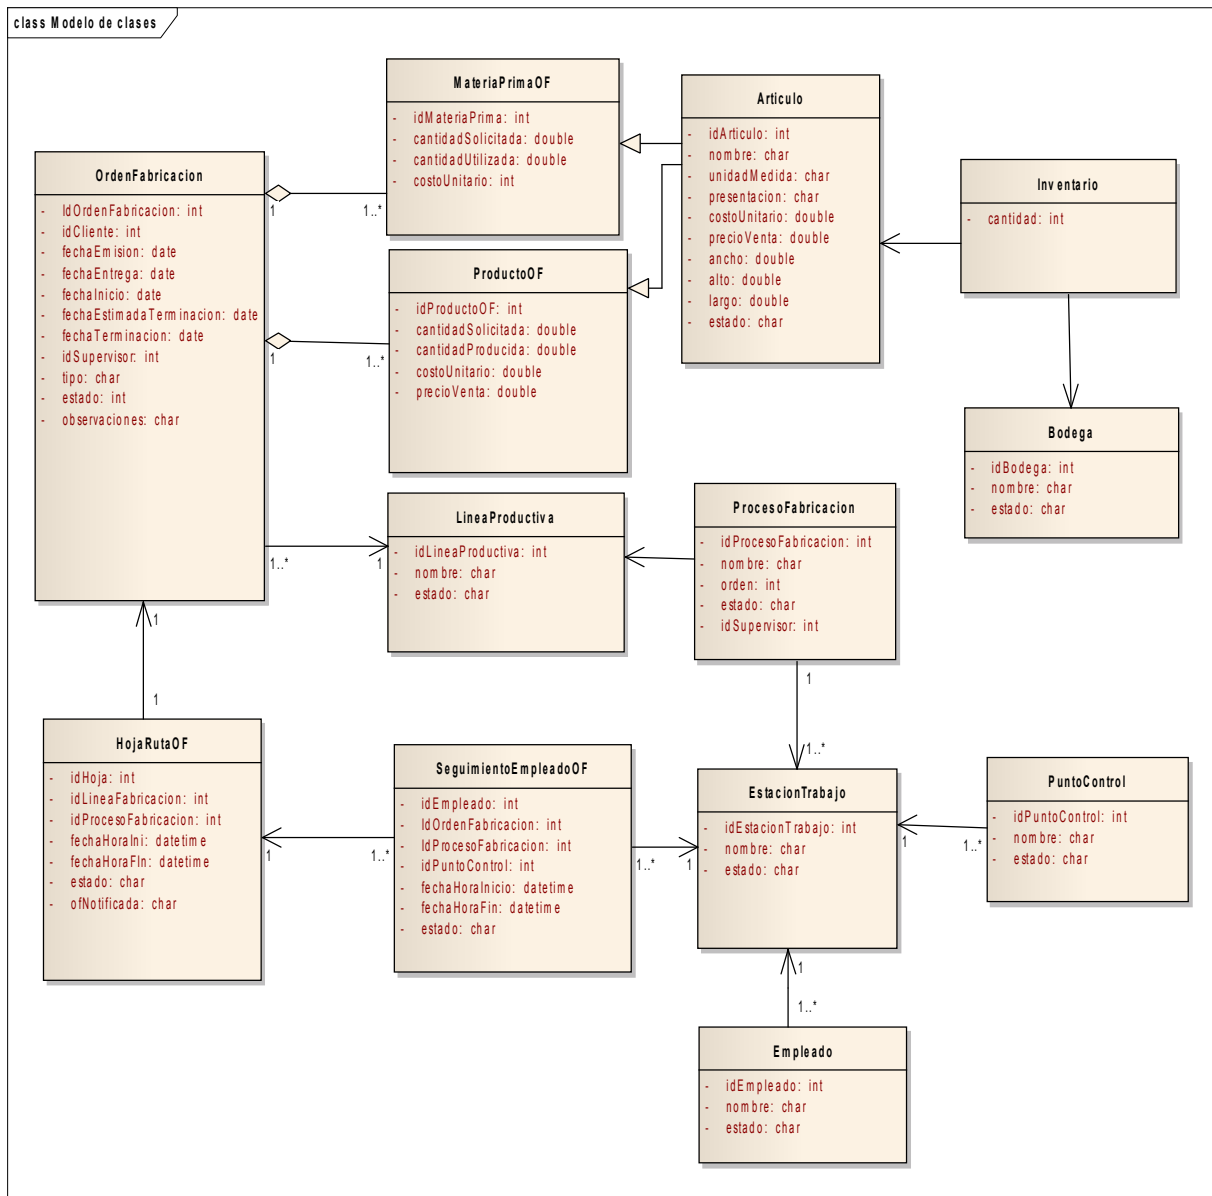 class Modelo de clases
MateriaPrimaOF
- idMateriaPrima: int
- cantidadSolicitada: double
- cantidadUtilizada: double
- costoUnitario: int
Articulo
- idArticulo: int
- nombre: char
- unidadMedida: char
- presentacion: char
- costoUnitario: double
- precioVenta: double
- ancho: double
- alto: double
- largo: double
- estado: char
OrdenFabricacion
- IdOrdenFabricacion: int
- idCliente: int
- fechaEmision: date
- fechaEntrega: date
- fechaInicio: date
- fechaEstimadaTerminacion: date
- fechaTerminacion: date
- idSupervisor: int
- tipo: char
- estado: int
- observaciones: char
1
1..*
1
1..*
Inventario
- cantidad: int
ProductoOF
- idProductoOF: int
- cantidadSolicitada: double
- cantidadProducida: double
- costoUnitario: double
- precioVenta: double
Bodega
- idBodega: int
- nombre: char
- estado: char
LineaProductiva
- idLineaProductiva: int
- nombre: char
- estado: char
1..*
1
ProcesoFabricacion
- idProcesoFabricacion: int
- nombre: char
- orden: int
- estado: char
- idSupervisor: int
1
1..*
1
1
HojaRutaOF
- idHoja: int
- idLineaFabricacion: int
- idProcesoFabricacion: int
- fechaHoraIni: datetime
- fechaHoraFIn: datetime
- estado: char
- ofNotificada: char
1
1..*
SeguimientoEmpleadoOF
- idEmpleado: int
- IdOrdenFabricacion: int
- IdProcesoFabricacion: int
- idPuntoControl: int
- fechaHoraInicio: datetime
- fechaHoraFin: datetime
- estado: char
1..*
1
EstacionTrabajo
- idEstacionTrabajo: int
- nombre: char
- estado: char
1
1..*
PuntoControl
- idPuntoControl: int
- nombre: char
- estado: char
1
1..*
Empleado
- idEmpleado: int
- nombre: char
- estado: char